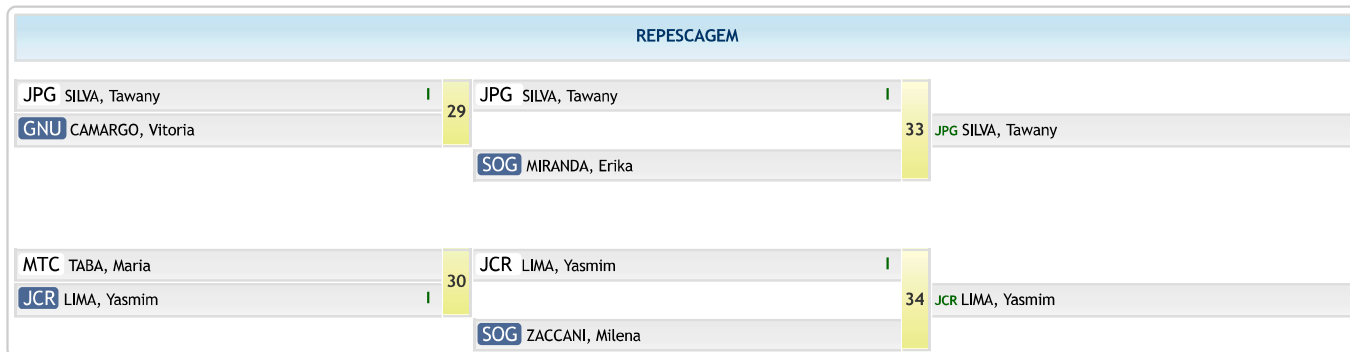 REPESCAGEM
JPG SILVA, Tawany I
GNU CAMARGO, Vitoria
29
JPG SILVA, Tawany I
SOG MIRANDA, Erika
33
JPG SILVA, Tawany
MTC TABA, Maria
JCR LIMA, Yasmim I
30
JCR LIMA, Yasmim I
SOG ZACCANI, Milena
34
JCR LIMA, Yasmim